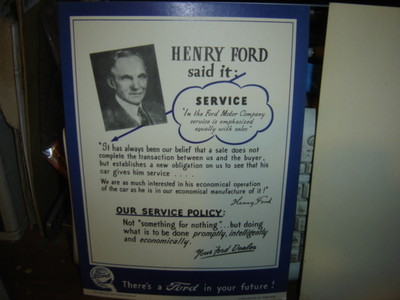 HENRY FORD
said it:
SERVICE
"In the Ford Motor Company
service is emphasized
equally with sales"
"It has always been our belief that a sale does not
complete the transaction between us and the buyer,
but establishes a new obligation on us to see that his
car gives him service . . . .
We are as much interested in his economical operation
of the car as he is in our economical manufacture of it!"
Henry Ford
OUR SERVICE POLICY:
Not "something for nothing"...but doing
what is to be done promptly, intelligently
and economically.
Your Ford Dealer
There's a Ford in your future!